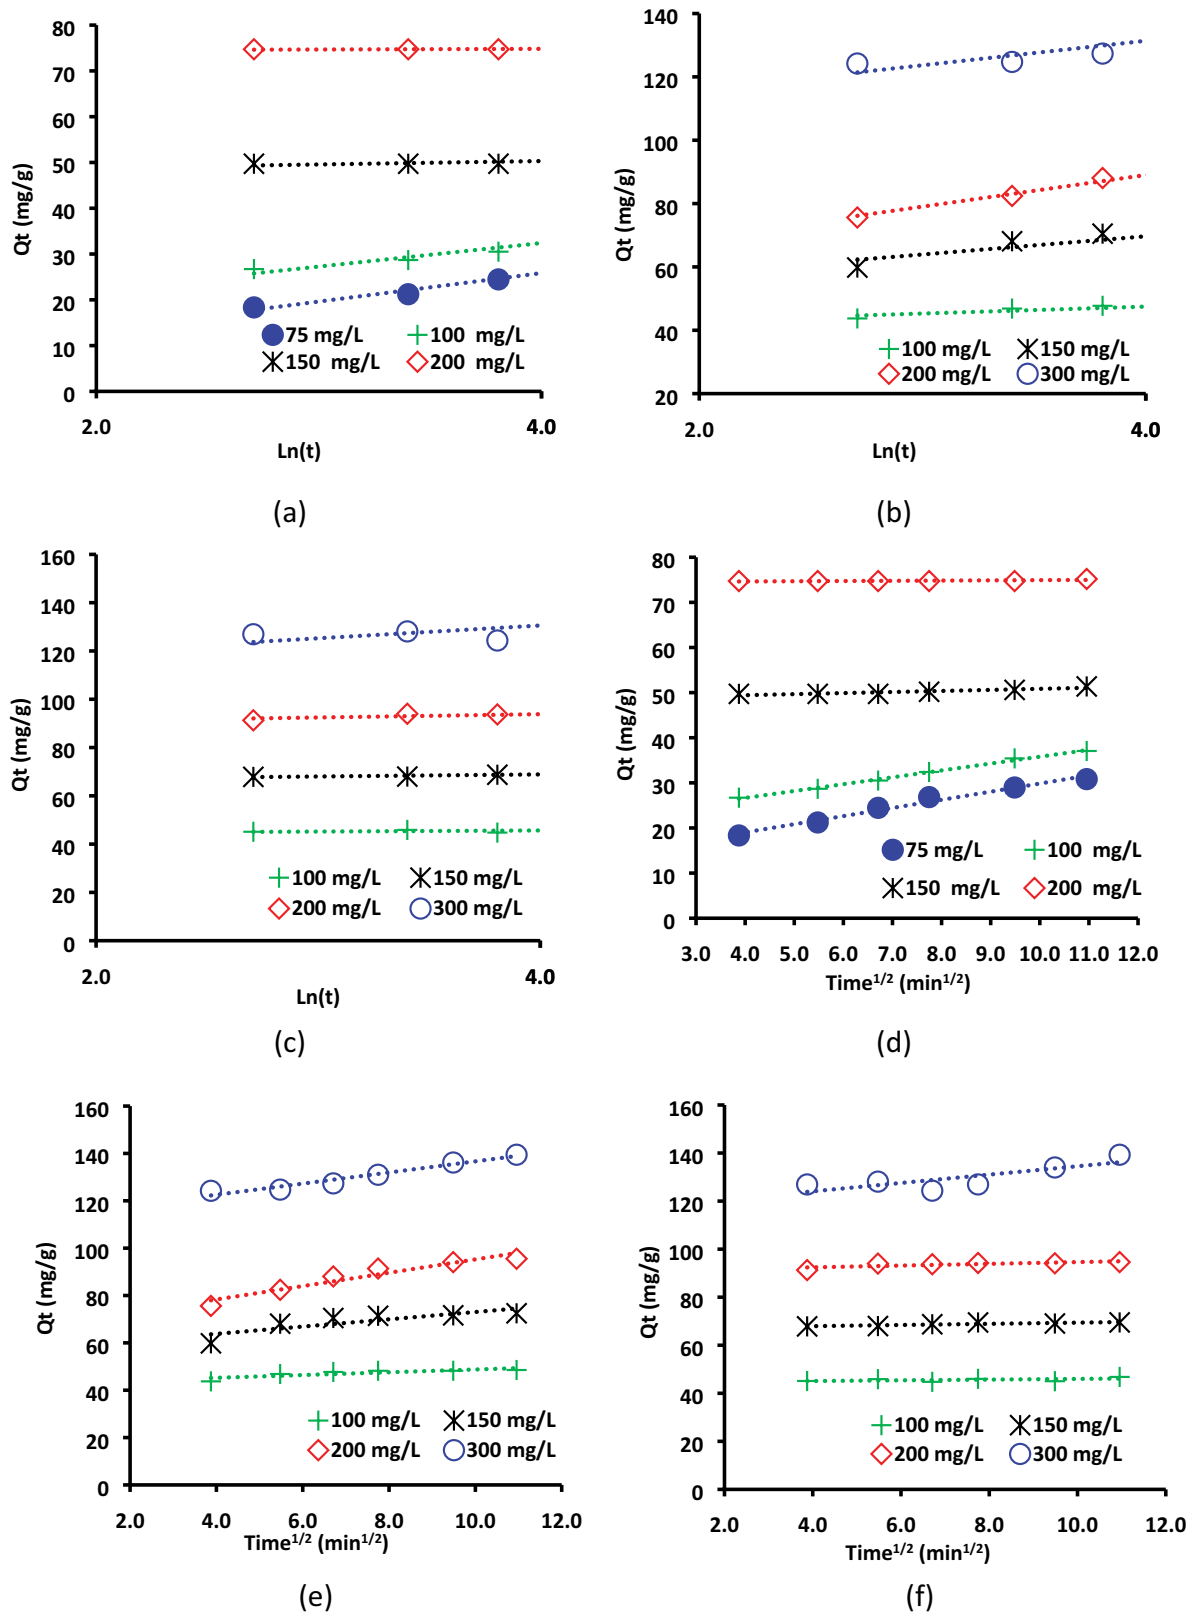 80
70
60
50
40
30
20
10
0
Qt (mg/g)
75 mg/L 100 mg/L
150 mg/L 200 mg/L
2.0 4.0
Ln(t)
(a)
140
120
100
80
60
40
20
Qt (mg/g)
100 mg/L 150 mg/L
200 mg/L 300 mg/L
2.0 4.0
Ln(t)
(b)
160
140
120
100
80
60
40
20
0
Qt (mg/g)
100 mg/L 150 mg/L
200 mg/L 300 mg/L
2.0 4.0
Ln(t)
(c)
80
70
60
50
40
30
20
10
0
Qt (mg/g)
75 mg/L 100 mg/L
150 mg/L 200 mg/L
3.0 4.0 5.0 6.0 7.0 8.0 9.0 10.0 11.0 12.0
Time1/2 (min1/2)
(d)
160
140
120
100
80
60
40
20
0
Qt (mg/g)
100 mg/L 150 mg/L
200 mg/L 300 mg/L
2.0 4.0 6.0 8.0 10.0 12.0
Time1/2 (min1/2)
(e)
160
140
120
100
80
60
40
20
0
Qt (mg/g)
100 mg/L 150 mg/L
200 mg/L 300 mg/L
2.0 4.0 6.0 8.0 10.0 12.0
Time1/2 (min1/2)
(f)